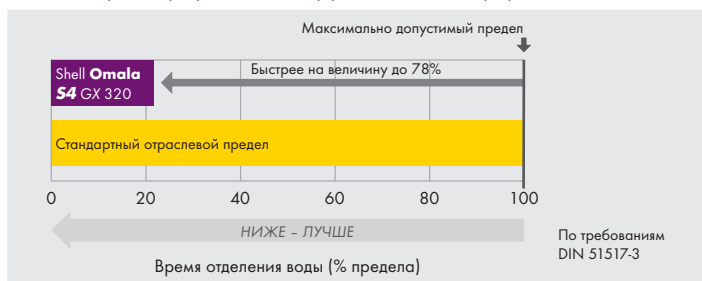 Максимально допустимый предел
Shell Omala
S4 GX 320
Быстрее на величину до 78%
Стандартный отраслевой предел
0 20 40 60 80 100
НИЖЕ – ЛУЧШЕ
По требованиям
DIN 51517-3
Время отделения воды (% предела)